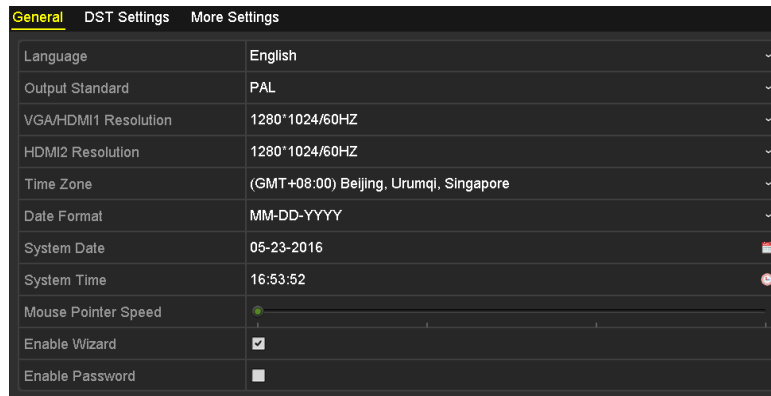 General DST Settings More Settings
Language English
Output Standard PAL
VGA/HDMI1 Resolution 1280*1024/60HZ
HDMI2 Resolution 1280*1024/60HZ
Time Zone (GMT+08:00) Beijing, Urumqi, Singapore
Date Format MM-DD-YYYY
System Date 05-23-2016
System Time 16:53:52
Mouse Pointer Speed
Enable Wizard
Enable Password